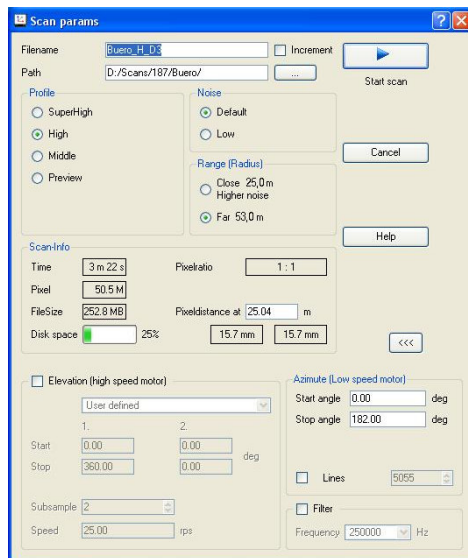 Scan params
Filename Buero_H_D3 Increment
Path D:/Scans/187/Buero/ ...
Start scan
Profile
SuperHigh
High
Middle
Preview
Noise
Default
Low
Range (Radius)
Close 25,0 m
Higher noise
Far 53,0 m
Cancel
Help
Scan-Info
Time 3 m 22 s Pixelratio 1 : 1
Pixel 50.5 M
FileSize 252.8 MB Pixeldistance at 25.04 m
Disk space 25% 15.7 mm 15.7 mm
<<<
Elevation (high speed motor)
User defined
1. 2.
Start 0.00 0.00
deg
Stop 360.00 0.00
Subsample 2
Speed 25.00 rps
Azimute (Low speed motor)
Start angle 0.00 deg
Stop angle 182.00 deg
Lines 5055
Filter
Frequency 250000 Hz